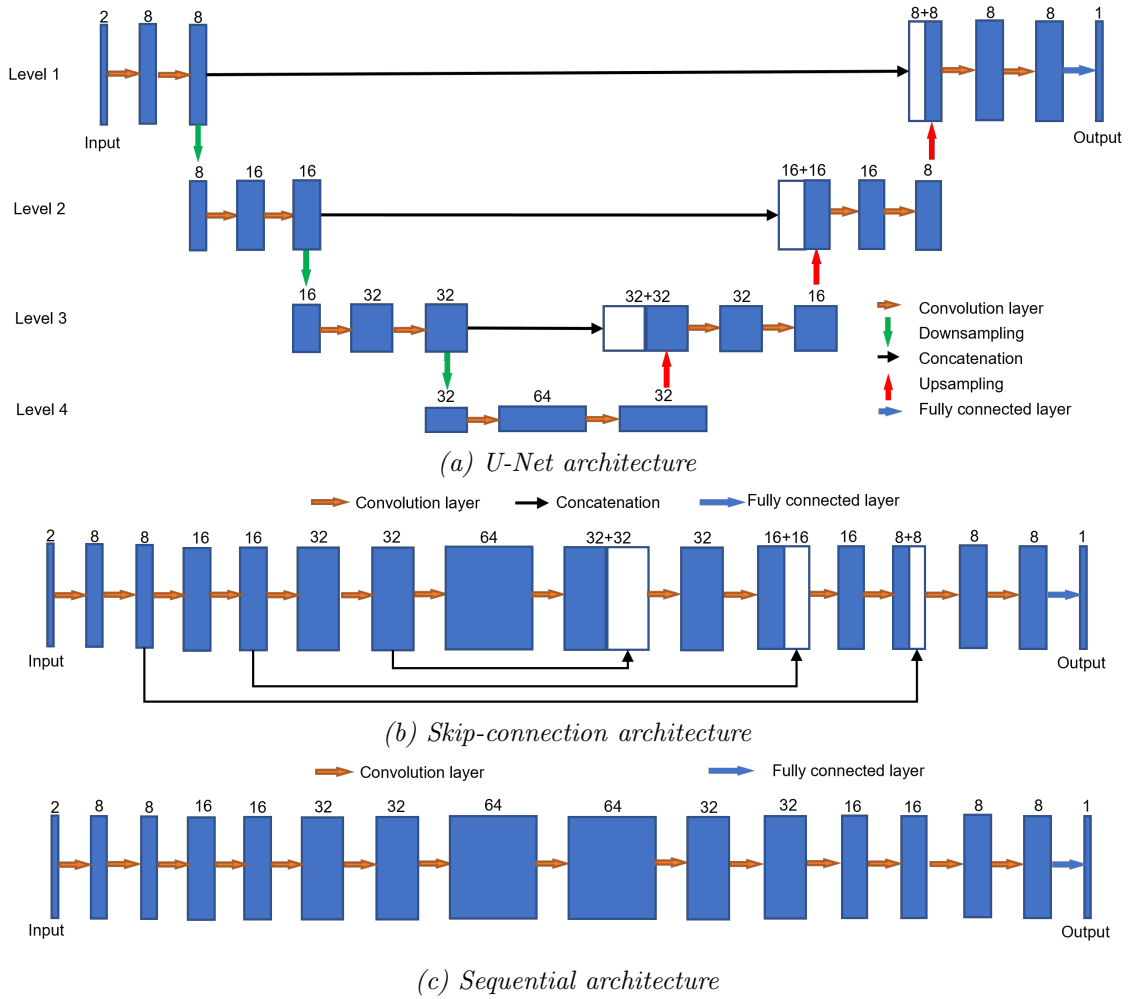 2 8 8 8+8 8 8 1
Level 1
Input Output
8 16 16 16+16 16 8
Level 2
16 32 32 32+32 32 16
Level 3
Convolution layer
Downsampling
Concatenation
Upsampling
Fully connected layer
32 64 32
Level 4
(a) U-Net architecture
Convolution layer Concatenation Fully connected layer
2 8 8 16 16 32 32 64 32+32 32 16+16 16 8+8 8 8 1
Input Output
(b) Skip-connection architecture
Convolution layer Fully connected layer
2 8 8 16 16 32 32 64 64 32 32 16 16 8 8 1
Input Output
(c) Sequential architecture